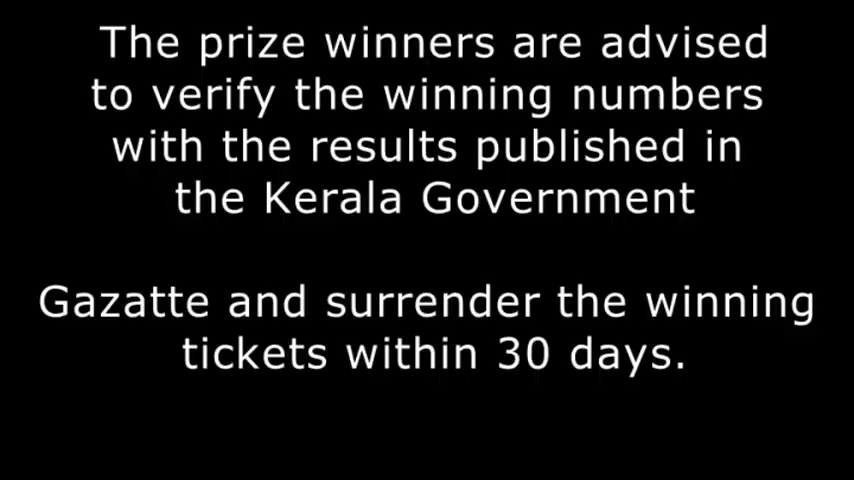 The prize winners are advised
to verify the winning numbers
with the results published in
the Kerala Government
Gazatte and surrender the winning
tickets within 30 days.